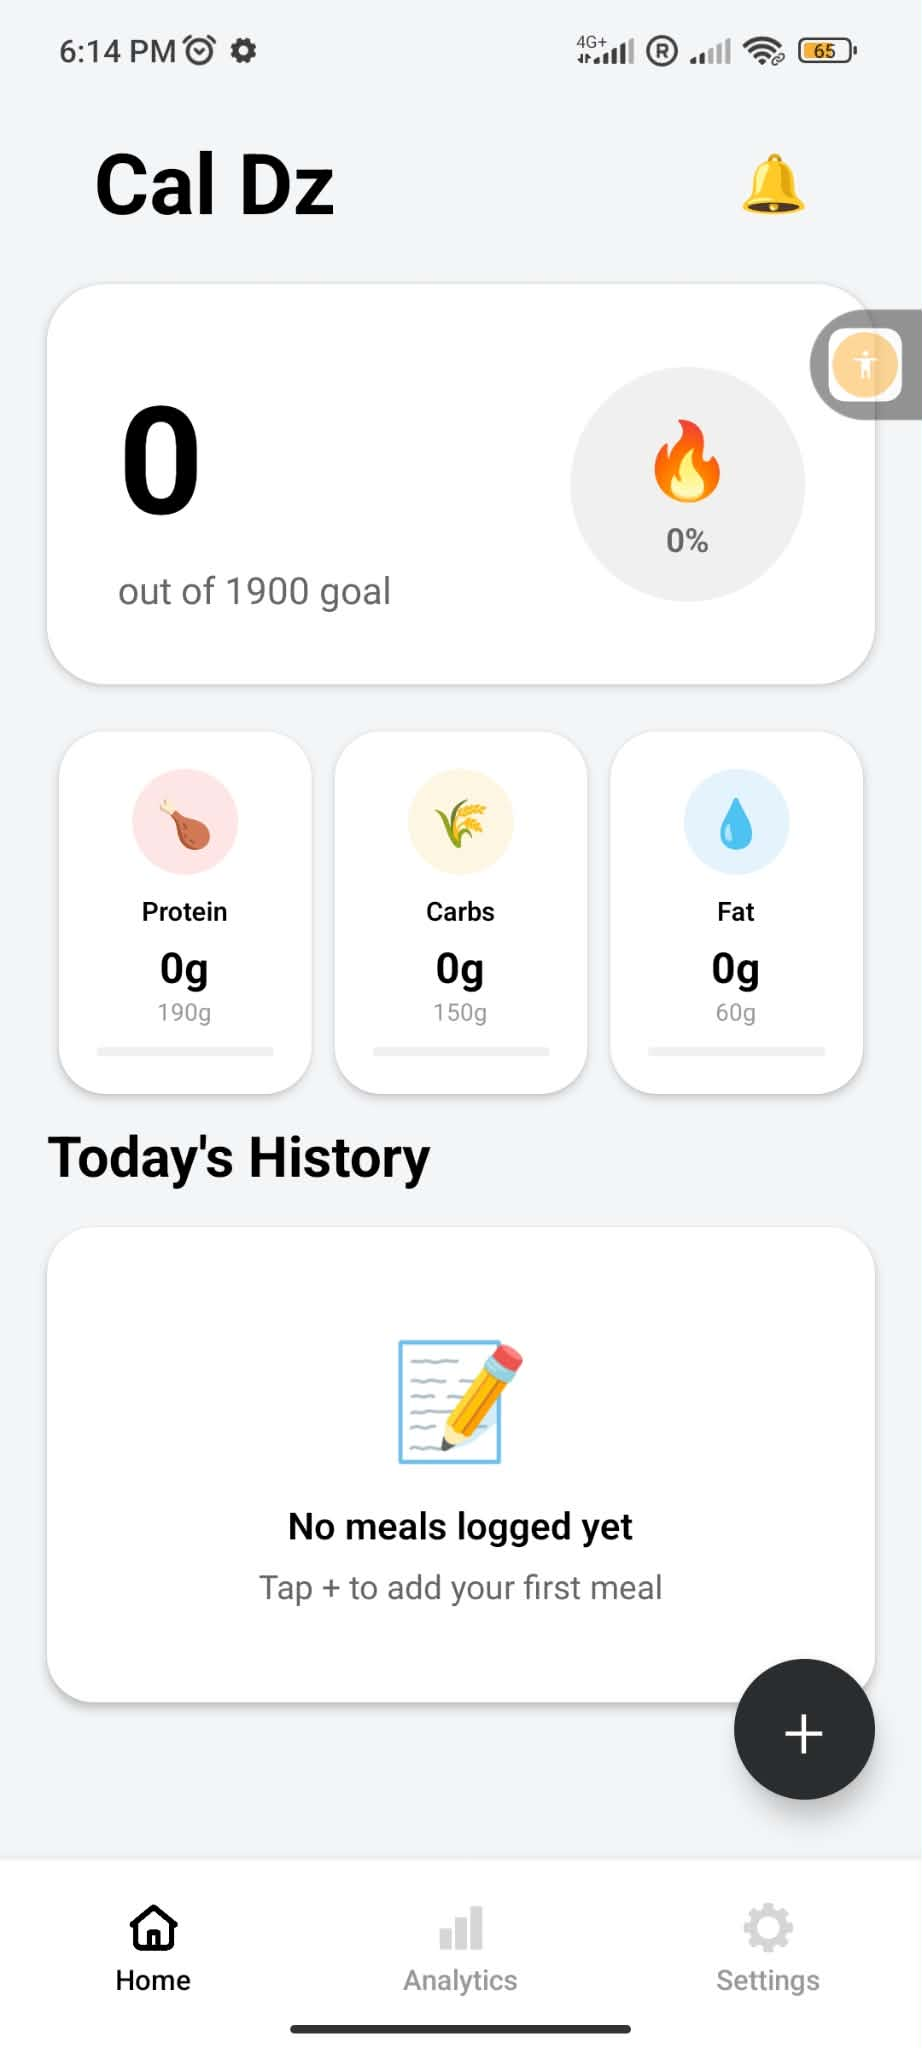 6:14 PM
4G+
R
65
Cal Dz
0
out of 1900 goal
0%
Protein
0g
190g
Carbs
0g
150g
Fat
0g
60g
Today's History
No meals logged yet
Tap + to add your first meal
+
Home
Analytics
Settings